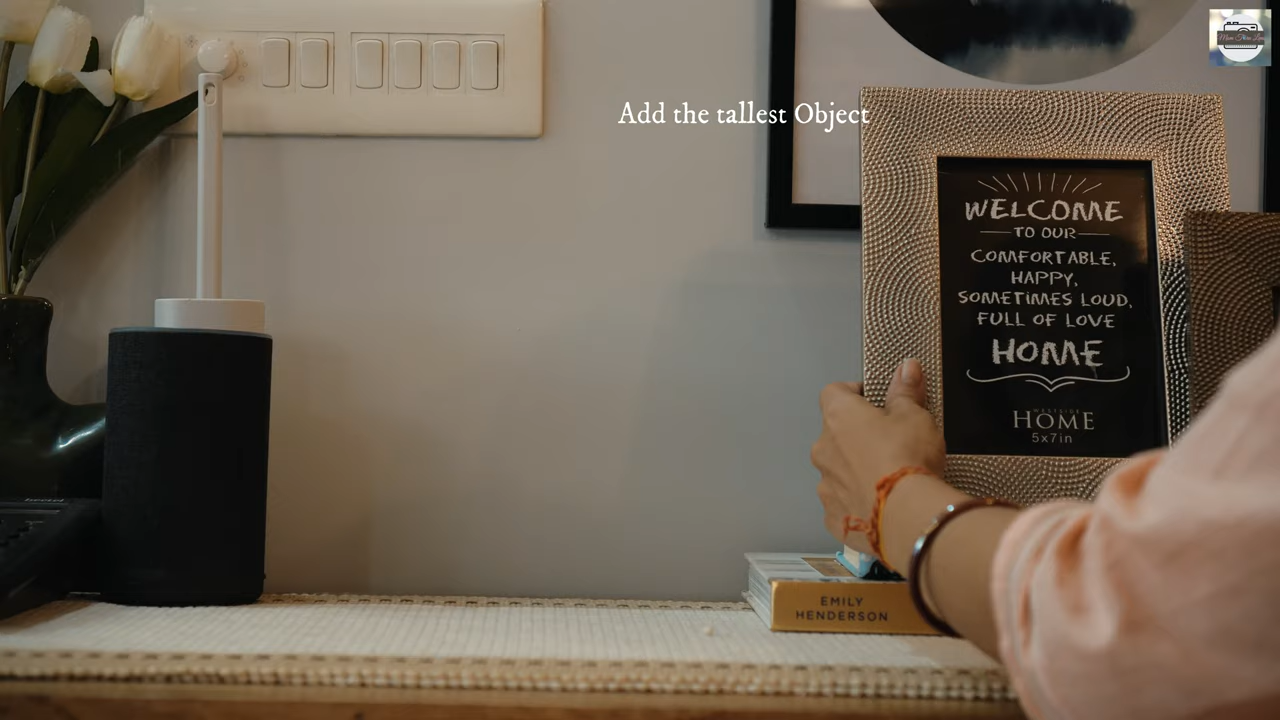 Add the tallest Object
WELCOME
TO OUR
COMFORTABLE,
HAPPY,
SOMETIMES LOUD,
FULL OF LOVE
HOME
WESTSIDE
HOME
5x7in
EMILY
HENDERSON